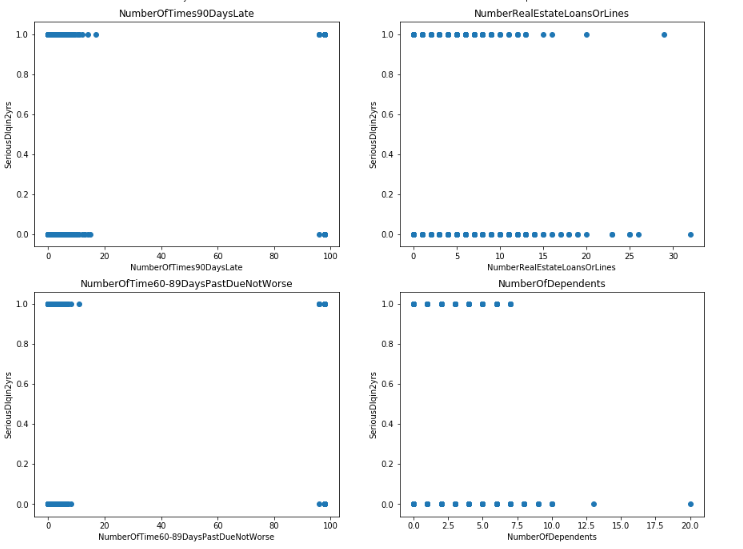 NumberOfTimes90DaysLate
NumberRealEstateLoansOrLines
SeriousDlqin2yrs
1.0
0.8
0.6
0.4
0.2
0.0
0 20 40 60 80 100
NumberOfTimes90DaysLate
SeriousDlqin2yrs
1.0
0.8
0.6
0.4
0.2
0.0
0 5 10 15 20 25 30
NumberRealEstateLoansOrLines
NumberOfTime60-89DaysPastDueNotWorse
NumberOfDependents
SeriousDlqin2yrs
1.0
0.8
0.6
0.4
0.2
0.0
0 20 40 60 80 100
NumberOfTime60-89DaysPastDueNotWorse
SeriousDlqin2yrs
1.0
0.8
0.6
0.4
0.2
0.0
0.0 2.5 5.0 7.5 10.0 12.5 15.0 17.5 20.0
NumberOfDependents